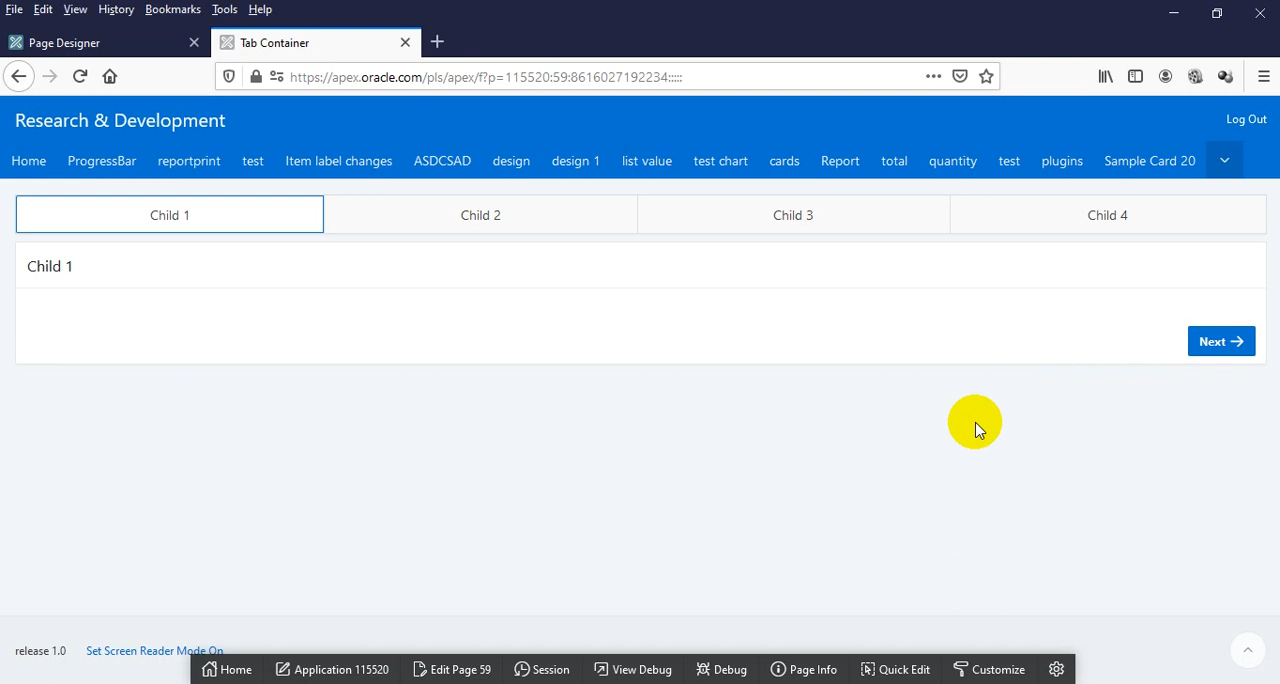 File Edit View History Bookmarks Tools Help
Page Designer
Tab Container
https://apex.oracle.com/pls/apex/f?p=115520:59:8616027192234:::::
Research & Development
Log Out
Home ProgressBar reportprint test Item label changes ASDCSAD design design 1 list value test chart cards Report total quantity test plugins Sample Card 20
Child 1 Child 2 Child 3 Child 4
Child 1
Next
release 1.0 Set Screen Reader Mode On
Home Application 115520 Edit Page 59 Session View Debug Debug Page Info Quick Edit Customize